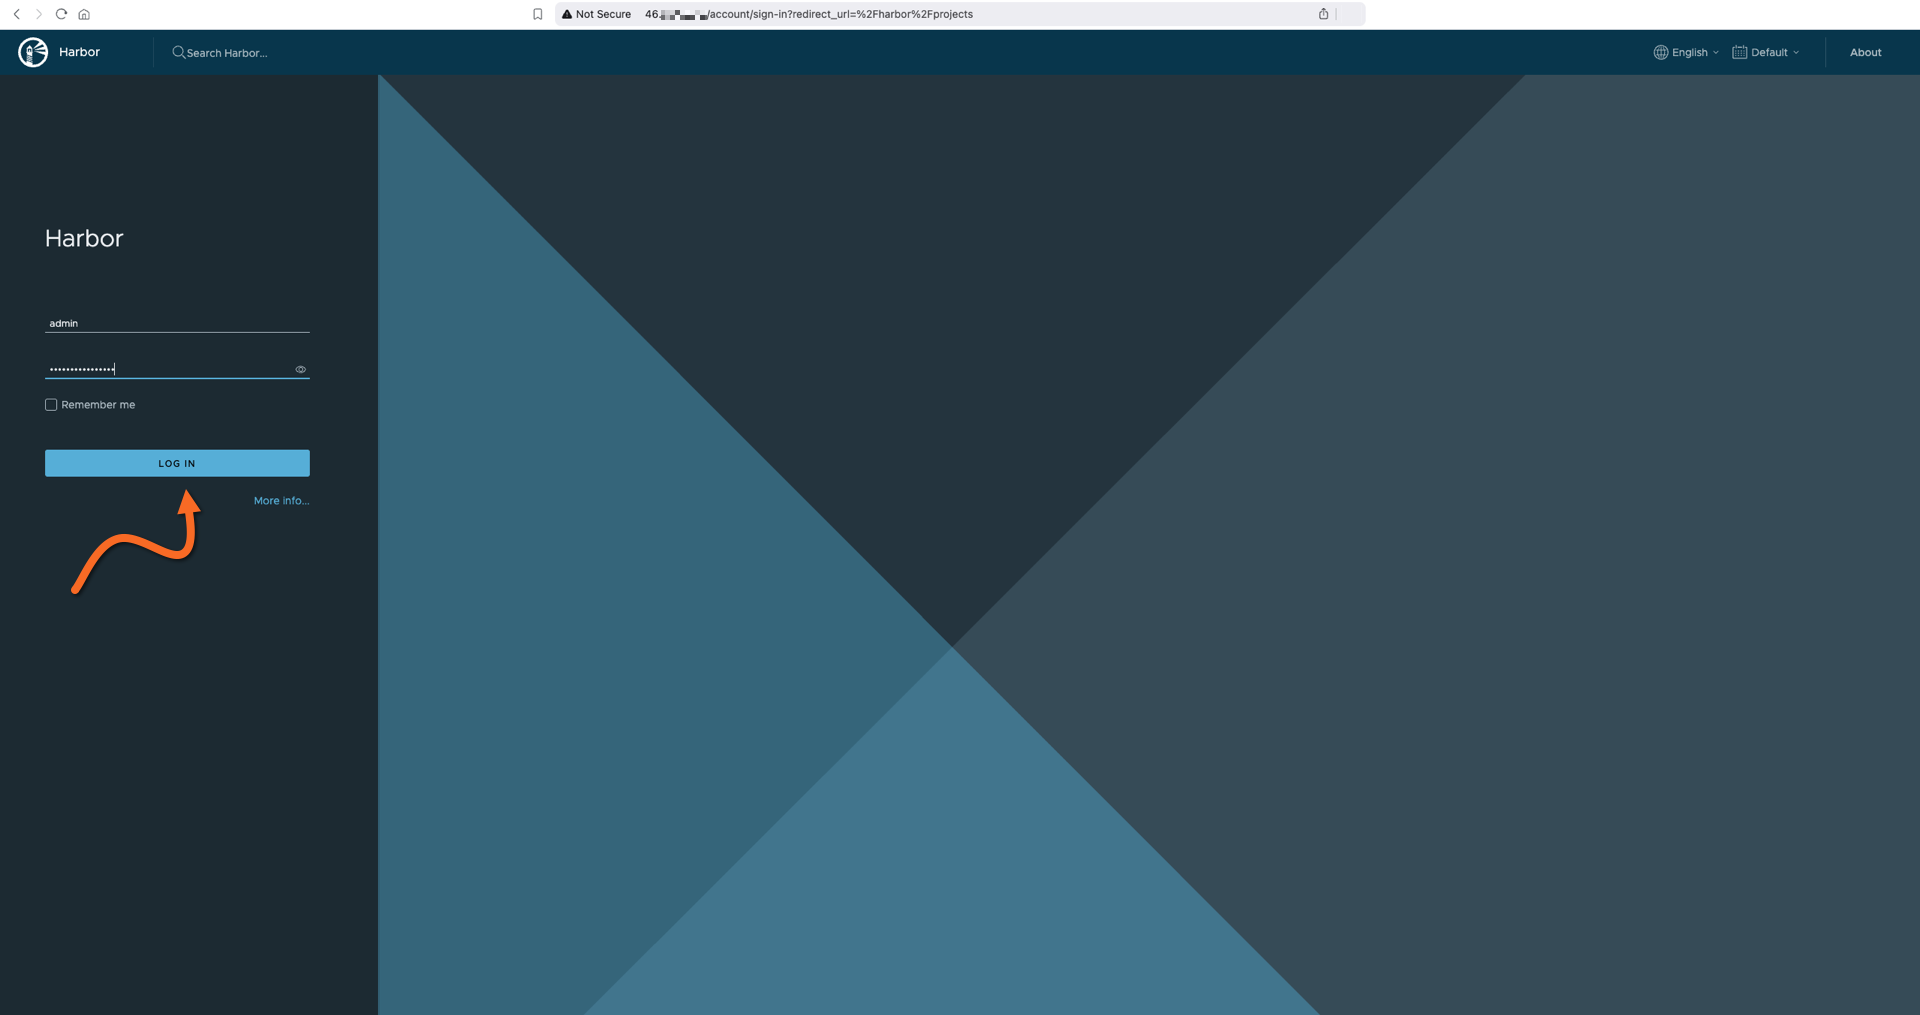 Not Secure 46. /account/sign-in?redirect_url=%2Fharbor%2Fprojects
Harbor Search Harbor... English Default About
Harbor
admin
Remember me
LOG IN
More info...